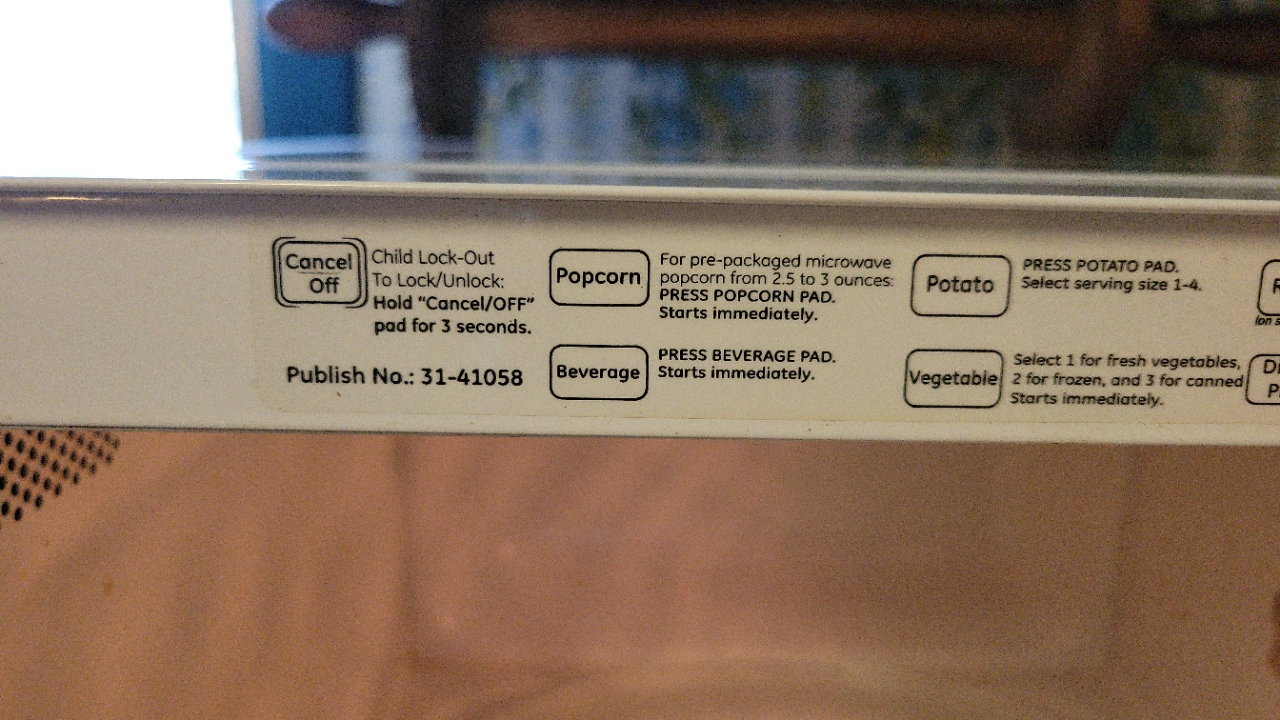 Cancel
Off
Child Lock-Out
To Lock/Unlock:
Hold "Cancel/OFF"
pad for 3 seconds.
Publish No.: 31-41058
Popcorn
For pre-packaged microwave
popcorn from 2.5 to 3 ounces:
PRESS POPCORN PAD.
Starts immediately.
Beverage
PRESS BEVERAGE PAD.
Starts immediately.
Potato
PRESS POTATO PAD.
Select serving size 1-4.
Vegetable
Select 1 for fresh vegetables,
2 for frozen, and 3 for canned
Starts immediately.